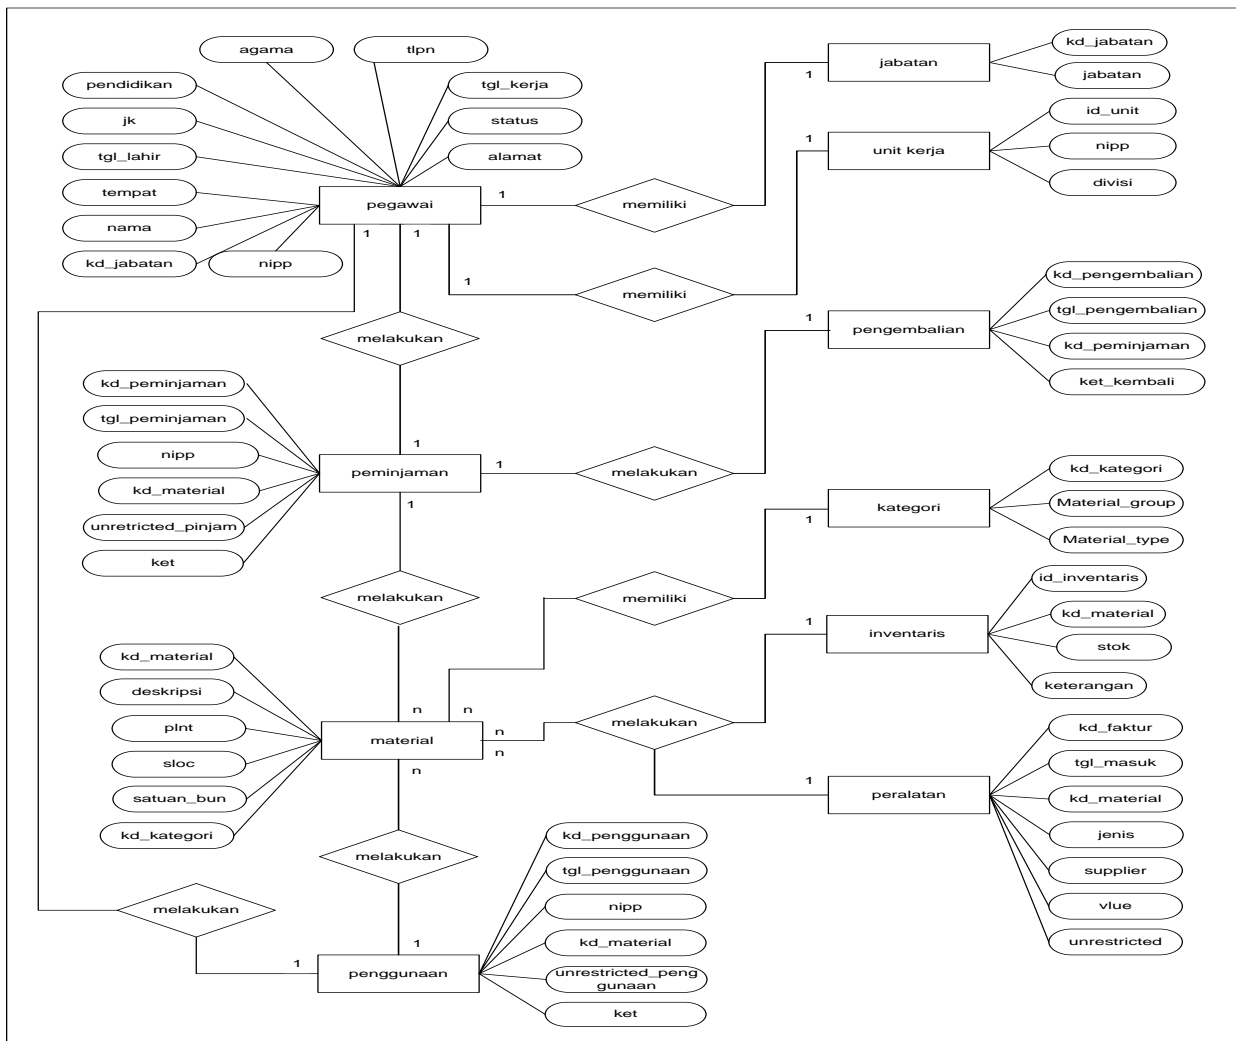 agama
tlpn
pendidikan
tgl_kerja
jk
status
tgl_lahir
alamat
tempat
pegawai
nama
kd_jabatan
nipp
1
memiliki
1
jabatan
kd_jabatan
jabatan
1
memiliki
1
unit kerja
id_unit
nipp
divisi
1
1
melakukan
1
kd_peminjaman
tgl_peminjaman
nipp
kd_material
unretricted_pinjam
ket
peminjaman
1
melakukan
1
pengembalian
kd_pengembalian
tgl_pengembalian
kd_peminjaman
ket_kembali
1
melakukan
n
n
memiliki
1
kategori
kd_kategori
Material_group
Material_type
kd_material
deskripsi
plnt
sloc
satuan_bun
kd_kategori
material
n
n
melakukan
1
inventaris
id_inventaris
kd_material
stok
keterangan
1
peralatan
kd_faktur
tgl_masuk
kd_material
jenis
supplier
vlue
unrestricted
n
melakukan
1
melakukan
1
penggunaan
kd_penggunaan
tgl_penggunaan
nipp
kd_material
unrestricted_peng
gunaan
ket